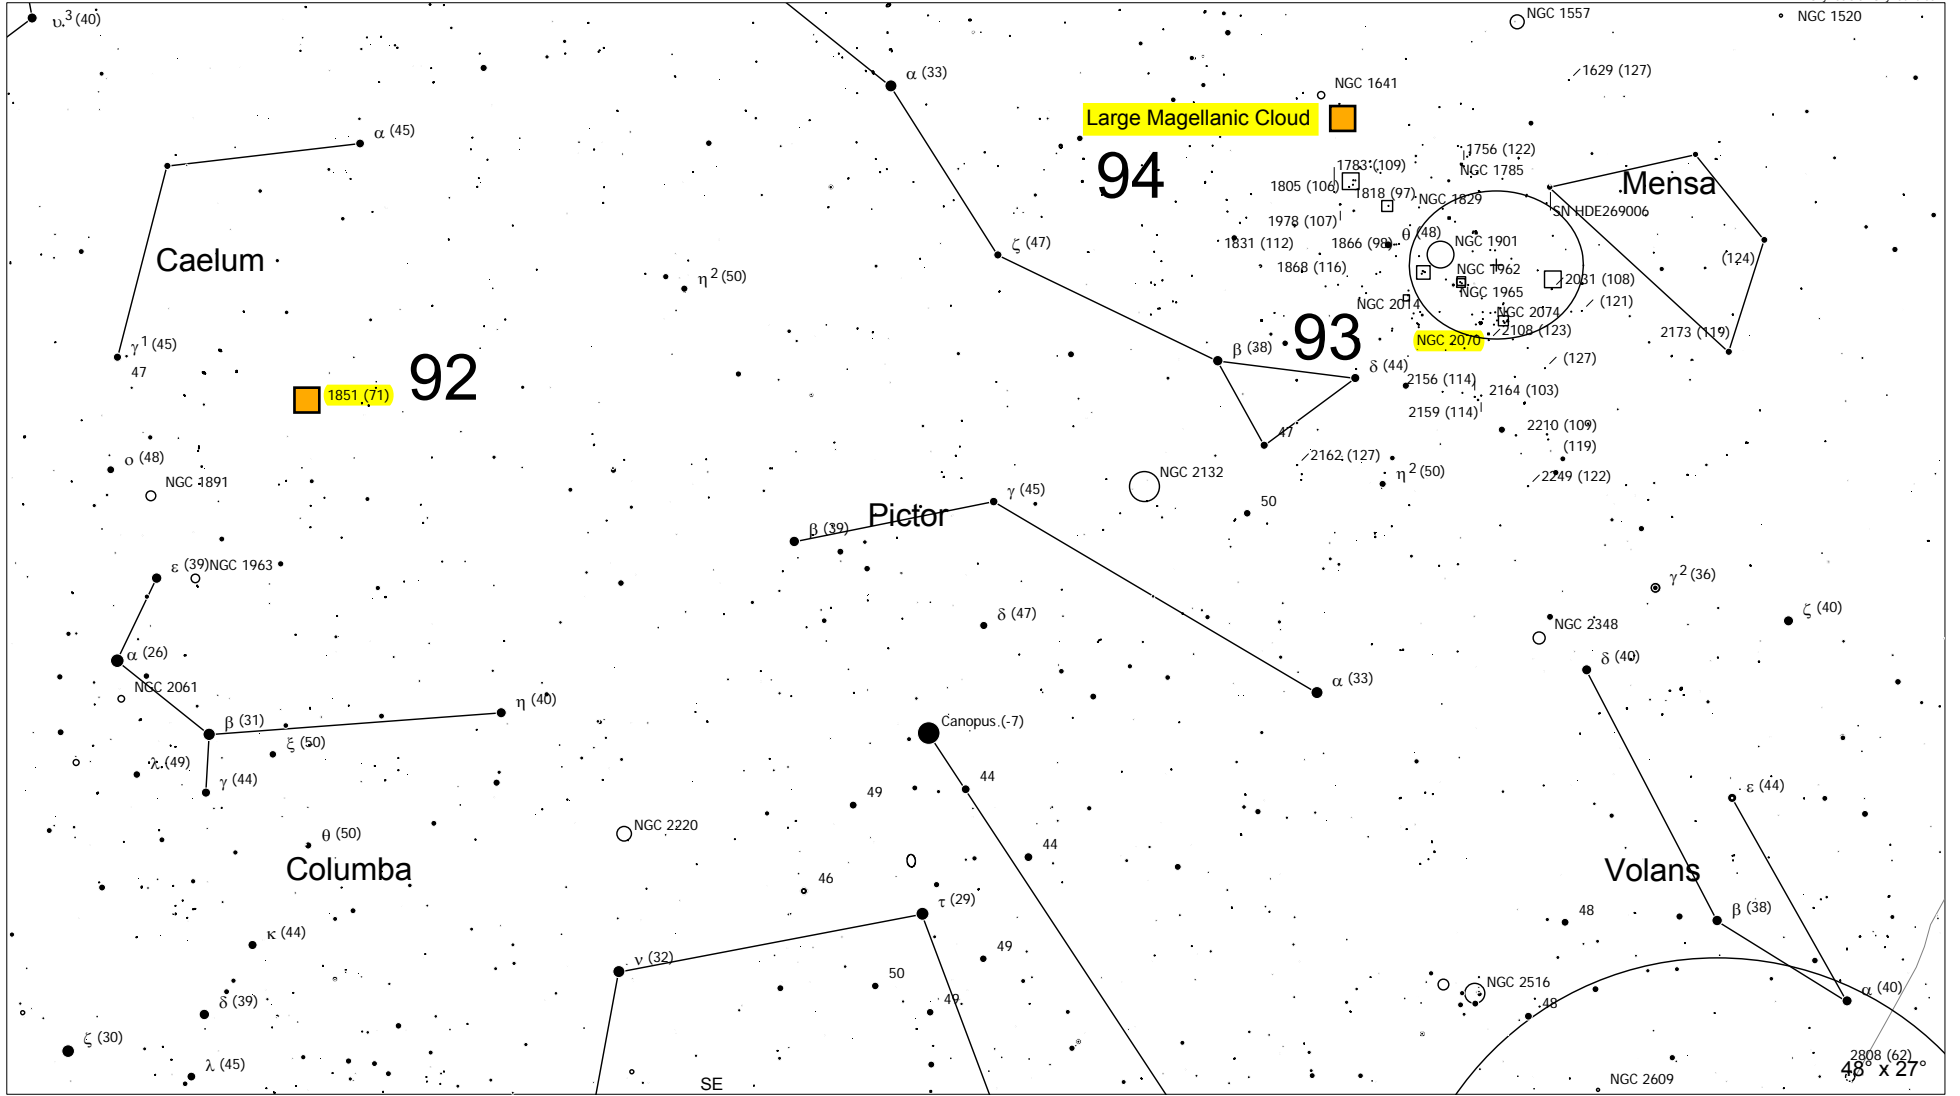 υ.³ (40)
NGC 1557
NGC 1520
α (33)
1629 (127)
NGC 1641
Large Magellanic Cloud
α (45)
94
1756 (122)
1783 (109)
NGC 1785
Mensa
1805 (106)
1818 (97)
NGC 1829
SN HDE269006
1978 (107)
θ (48)
ζ (47)
1831 (112)
1866 (98)
NGC 1901
Caelum
(124)
1868 (116)
NGC 1962
2031 (108)
η² (50)
NGC 1965
NGC 2014
(121)
NGC 2074
2108 (123)
2173 (119)
93
NGC 2070
γ¹ (45)
β (38)
(127)
47
δ (44)
92
2156 (114)
2164 (103)
1851 (71)
2159 (114)
2210 (109)
47
(119)
2162 (127)
ο (48)
η² (50)
2249 (122)
NGC 1891
NGC 2132
γ (45)
50
Pictor
β (39)
ε (39)
NGC 1963
γ² (36)
δ (47)
ζ (40)
NGC 2348
α (26)
δ (40)
NGC 2061
α (33)
η (40)
β (31)
Canopus (-7)
ξ (50)
λ (49)
44
γ (44)
ε (44)
49
NGC 2220
θ (50)
44
Columba
Volans
46
τ (29)
48
β (38)
κ (44)
49
ν (32)
50
NGC 2516
α (40)
δ (39)
49
48
ζ (30)
2808 (62)
λ (45)
48° x 27°
SE
NGC 2609